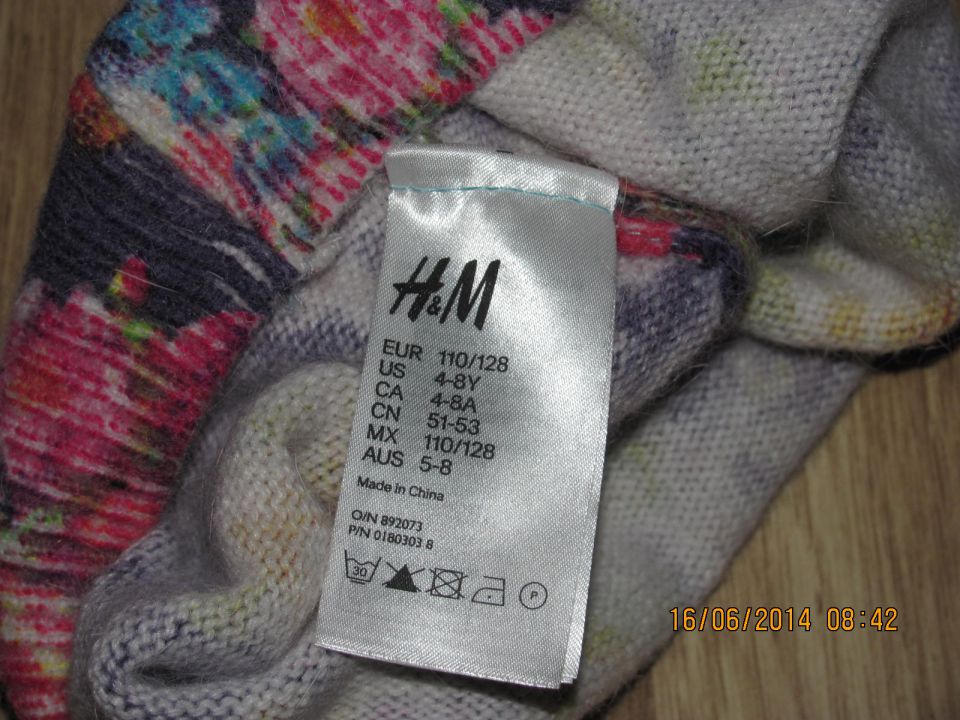 H&M
EUR 110/128
US 4-8Y
CA 4-8A
CN 51-53
MX 110/128
AUS 5-8
Made in China
O/N 892073
P/N 0180303 8
30
P
16/06/2014 08:42